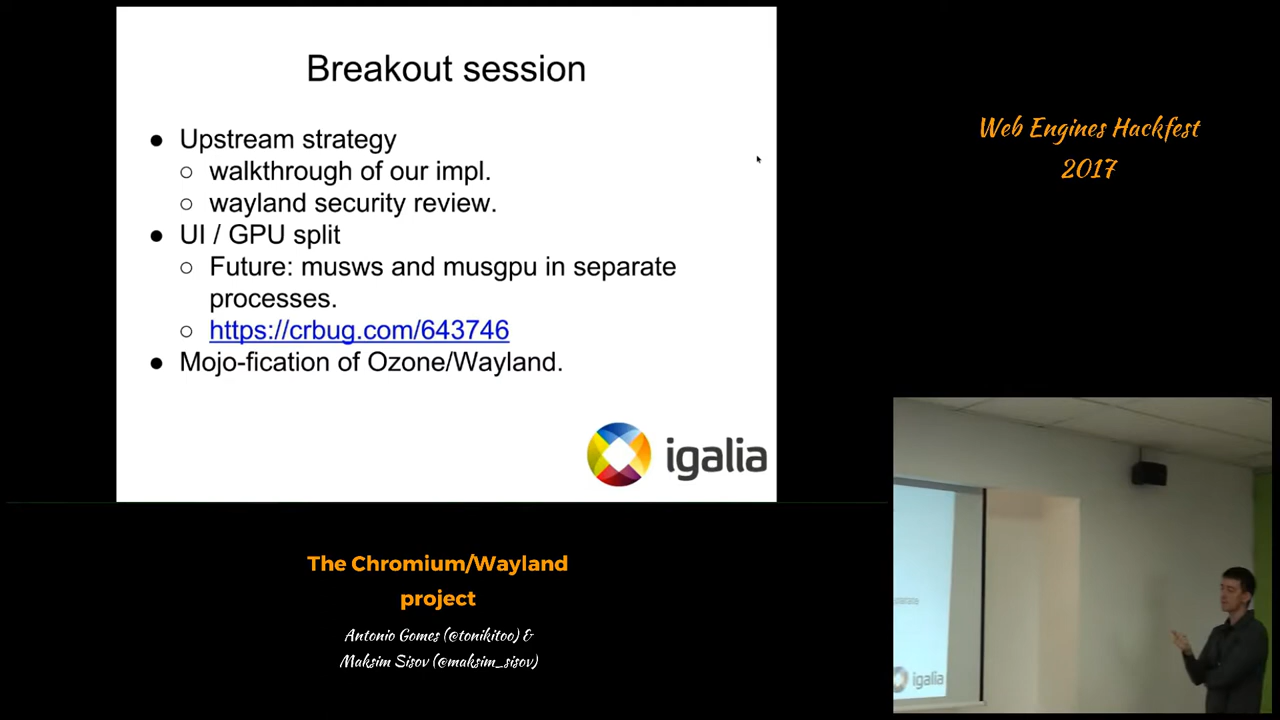 Breakout session
● Upstream strategy
○ walkthrough of our impl.
○ wayland security review.
● UI / GPU split
○ Future: musws and musgpu in separate
processes.
○ https://crbug.com/643746
● Mojo-fication of Ozone/Wayland.
igalia
Web Engines Hackfest
2017
The Chromium/Wayland
project
Antonio Gomes (@tonikitoo) &
Maksim Sisov (@maksim_sisov)
separate
igalia